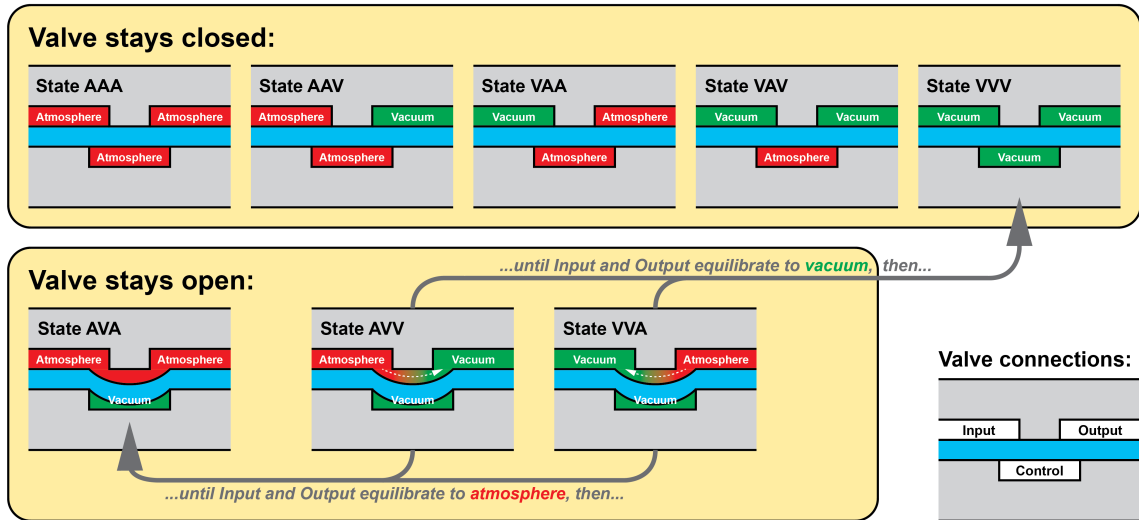 Valve stays closed:
State AAA
Atmosphere Atmosphere
Atmosphere
State AAV
Atmosphere Vacuum
Atmosphere
State VAA
Vacuum Atmosphere
Atmosphere
State VAV
Vacuum Vacuum
Atmosphere
State VVV
Vacuum Vacuum
Vacuum
...until Input and Output equilibrate to vacuum, then...
Valve stays open:
State AVA
Atmosphere Atmosphere
Vacuum
State AVV
Atmosphere Vacuum
Vacuum
State VVA
Vacuum Atmosphere
Vacuum
...until Input and Output equilibrate to atmosphere, then...
Valve connections:
Input Output
Control